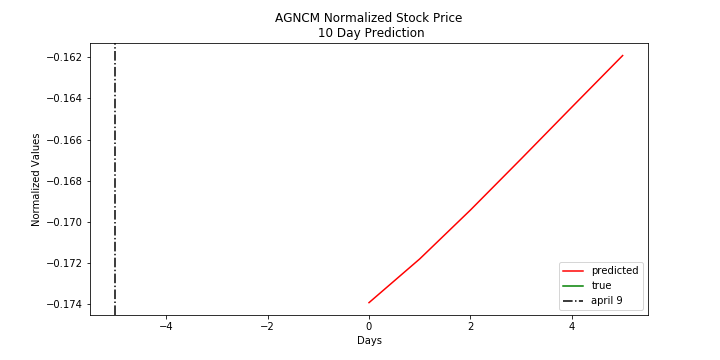 AGNCM Normalized Stock Price
10 Day Prediction
Normalized Values
−0.162
−0.164
−0.166
−0.168
−0.170
−0.172
−0.174
−4
−2
0
2
4
Days
predicted
true
april 9